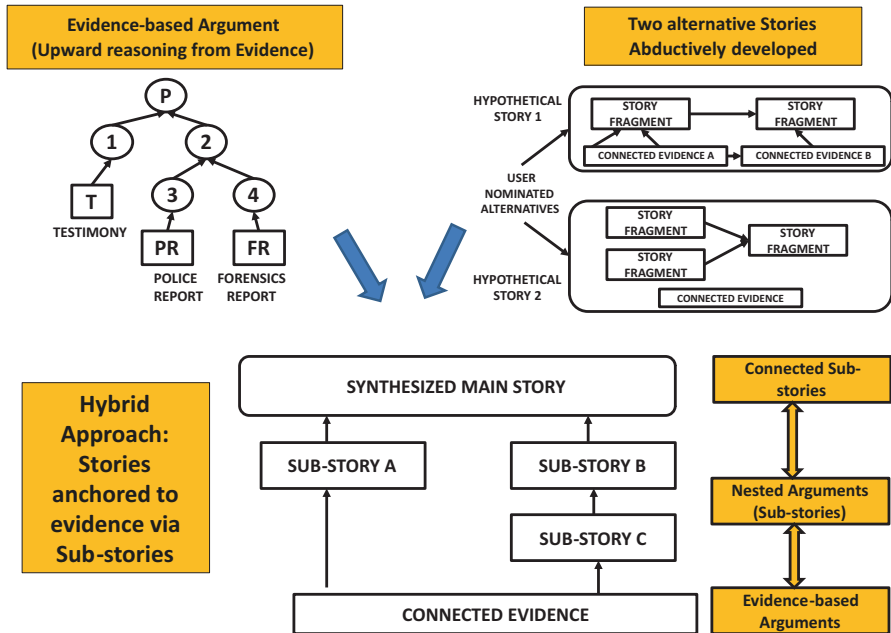 Evidence-based Argument
(Upward reasoning from Evidence)
P
1
2
T
3
4
TESTIMONY
PR
FR
POLICE
REPORT
FORENSICS
REPORT
Two alternative Stories
Abductively developed
HYPOTHETICAL
STORY 1
STORY
FRAGMENT
STORY
FRAGMENT
CONNECTED EVIDENCE A
CONNECTED EVIDENCE B
USER
NOMINATED
ALTERNATIVES
STORY
FRAGMENT
STORY
FRAGMENT
STORY
FRAGMENT
HYPOTHETICAL
STORY 2
CONNECTED EVIDENCE
Hybrid
Approach:
Stories
anchored to
evidence via
Sub-stories
SYNTHESIZED MAIN STORY
SUB-STORY A
SUB-STORY B
SUB-STORY C
CONNECTED EVIDENCE
Connected Sub-
stories
Nested Arguments
(Sub-stories)
Evidence-based
Arguments